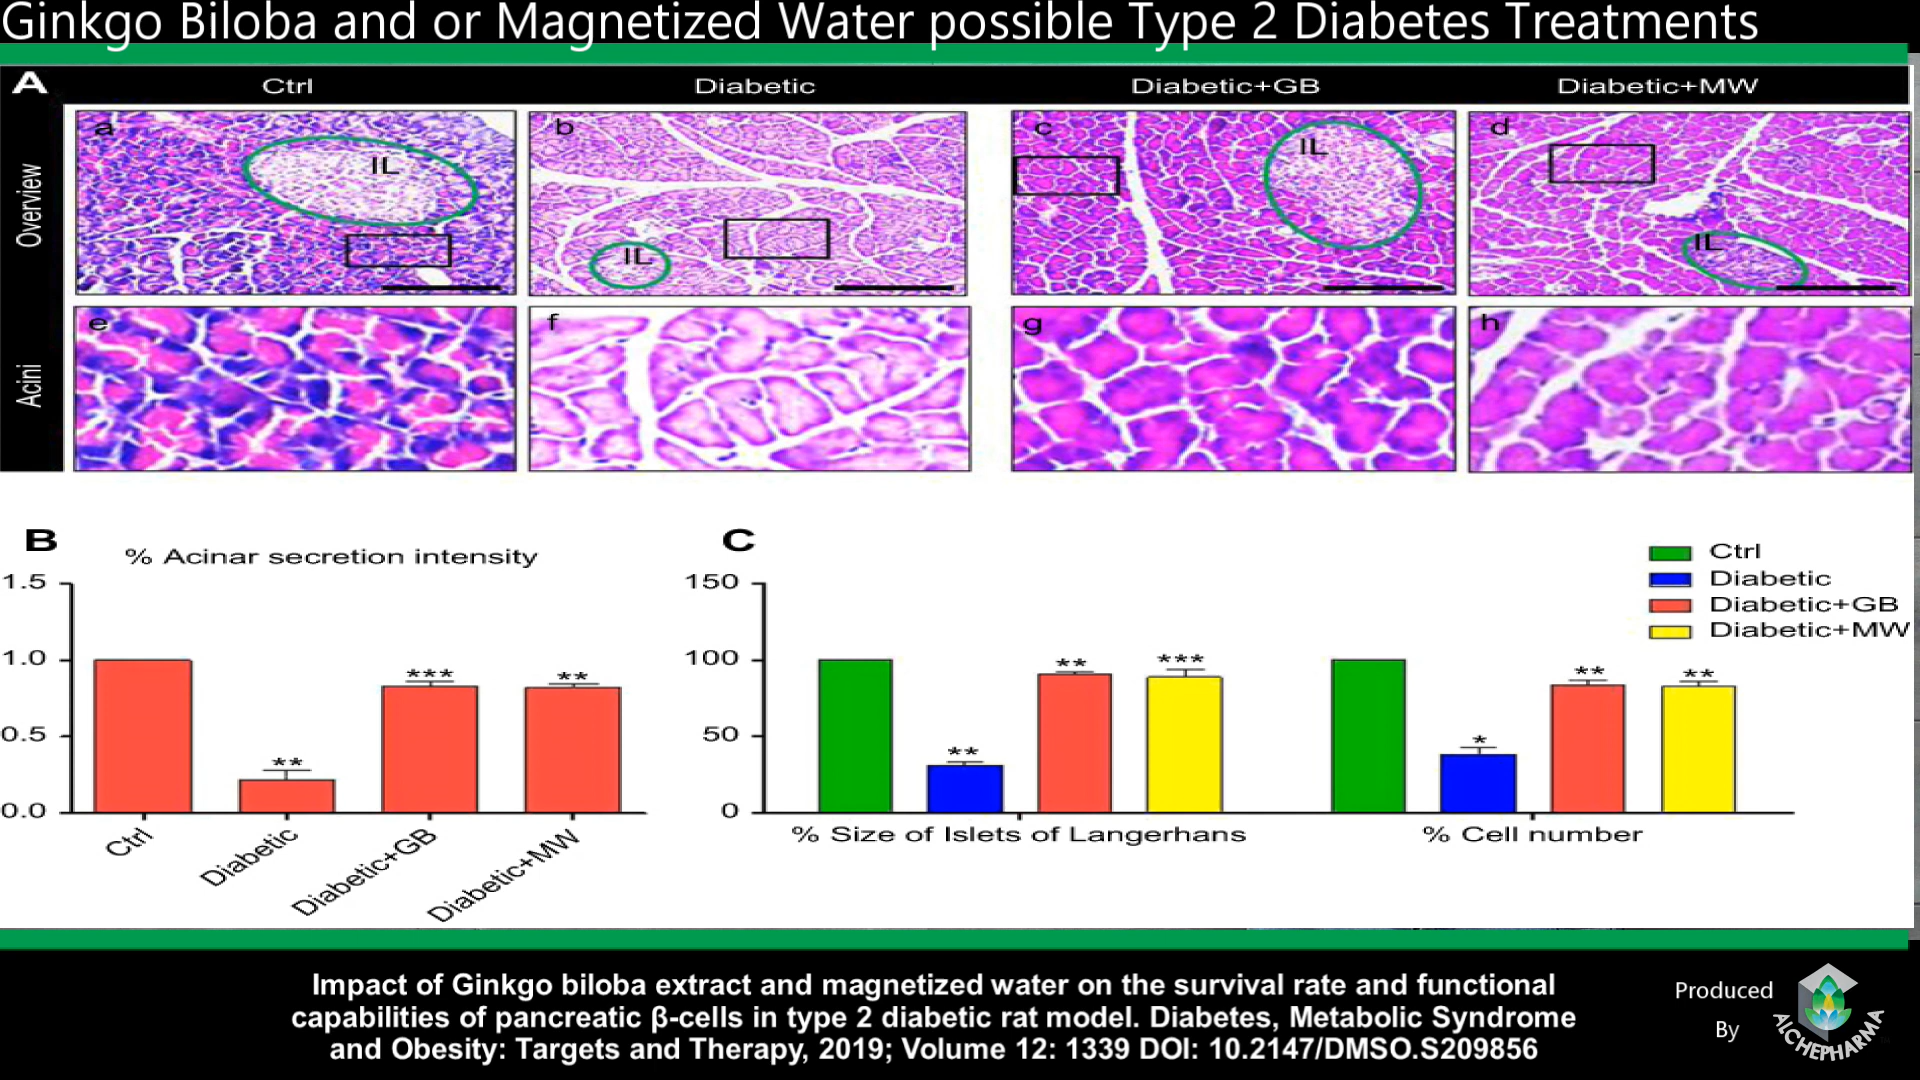 Ginkgo Biloba and or Magnetized Water possible Type 2 Diabetes Treatments
A
Ctrl
Diabetic
Diabetic+GB
Diabetic+MW
Overview
a
IL
b
IL
c
IL
d
IL
Acini
e
f
g
h
B
% Acinar secretion intensity
1.5
1.0
0.5
0.0
**
***
**
Ctrl
Diabetic
Diabetic+GB
Diabetic+MW
C
150
100
50
0
**
**
***
*
**
**
% Size of Islets of Langerhans
% Cell number
Ctrl
Diabetic
Diabetic+GB
Diabetic+MW
Impact of Ginkgo biloba extract and magnetized water on the survival rate and functional
capabilities of pancreatic β-cells in type 2 diabetic rat model. Diabetes, Metabolic Syndrome
and Obesity: Targets and Therapy, 2019; Volume 12: 1339 DOI: 10.2147/DMSO.S209856
Produced
By
ALCHEPHARMA